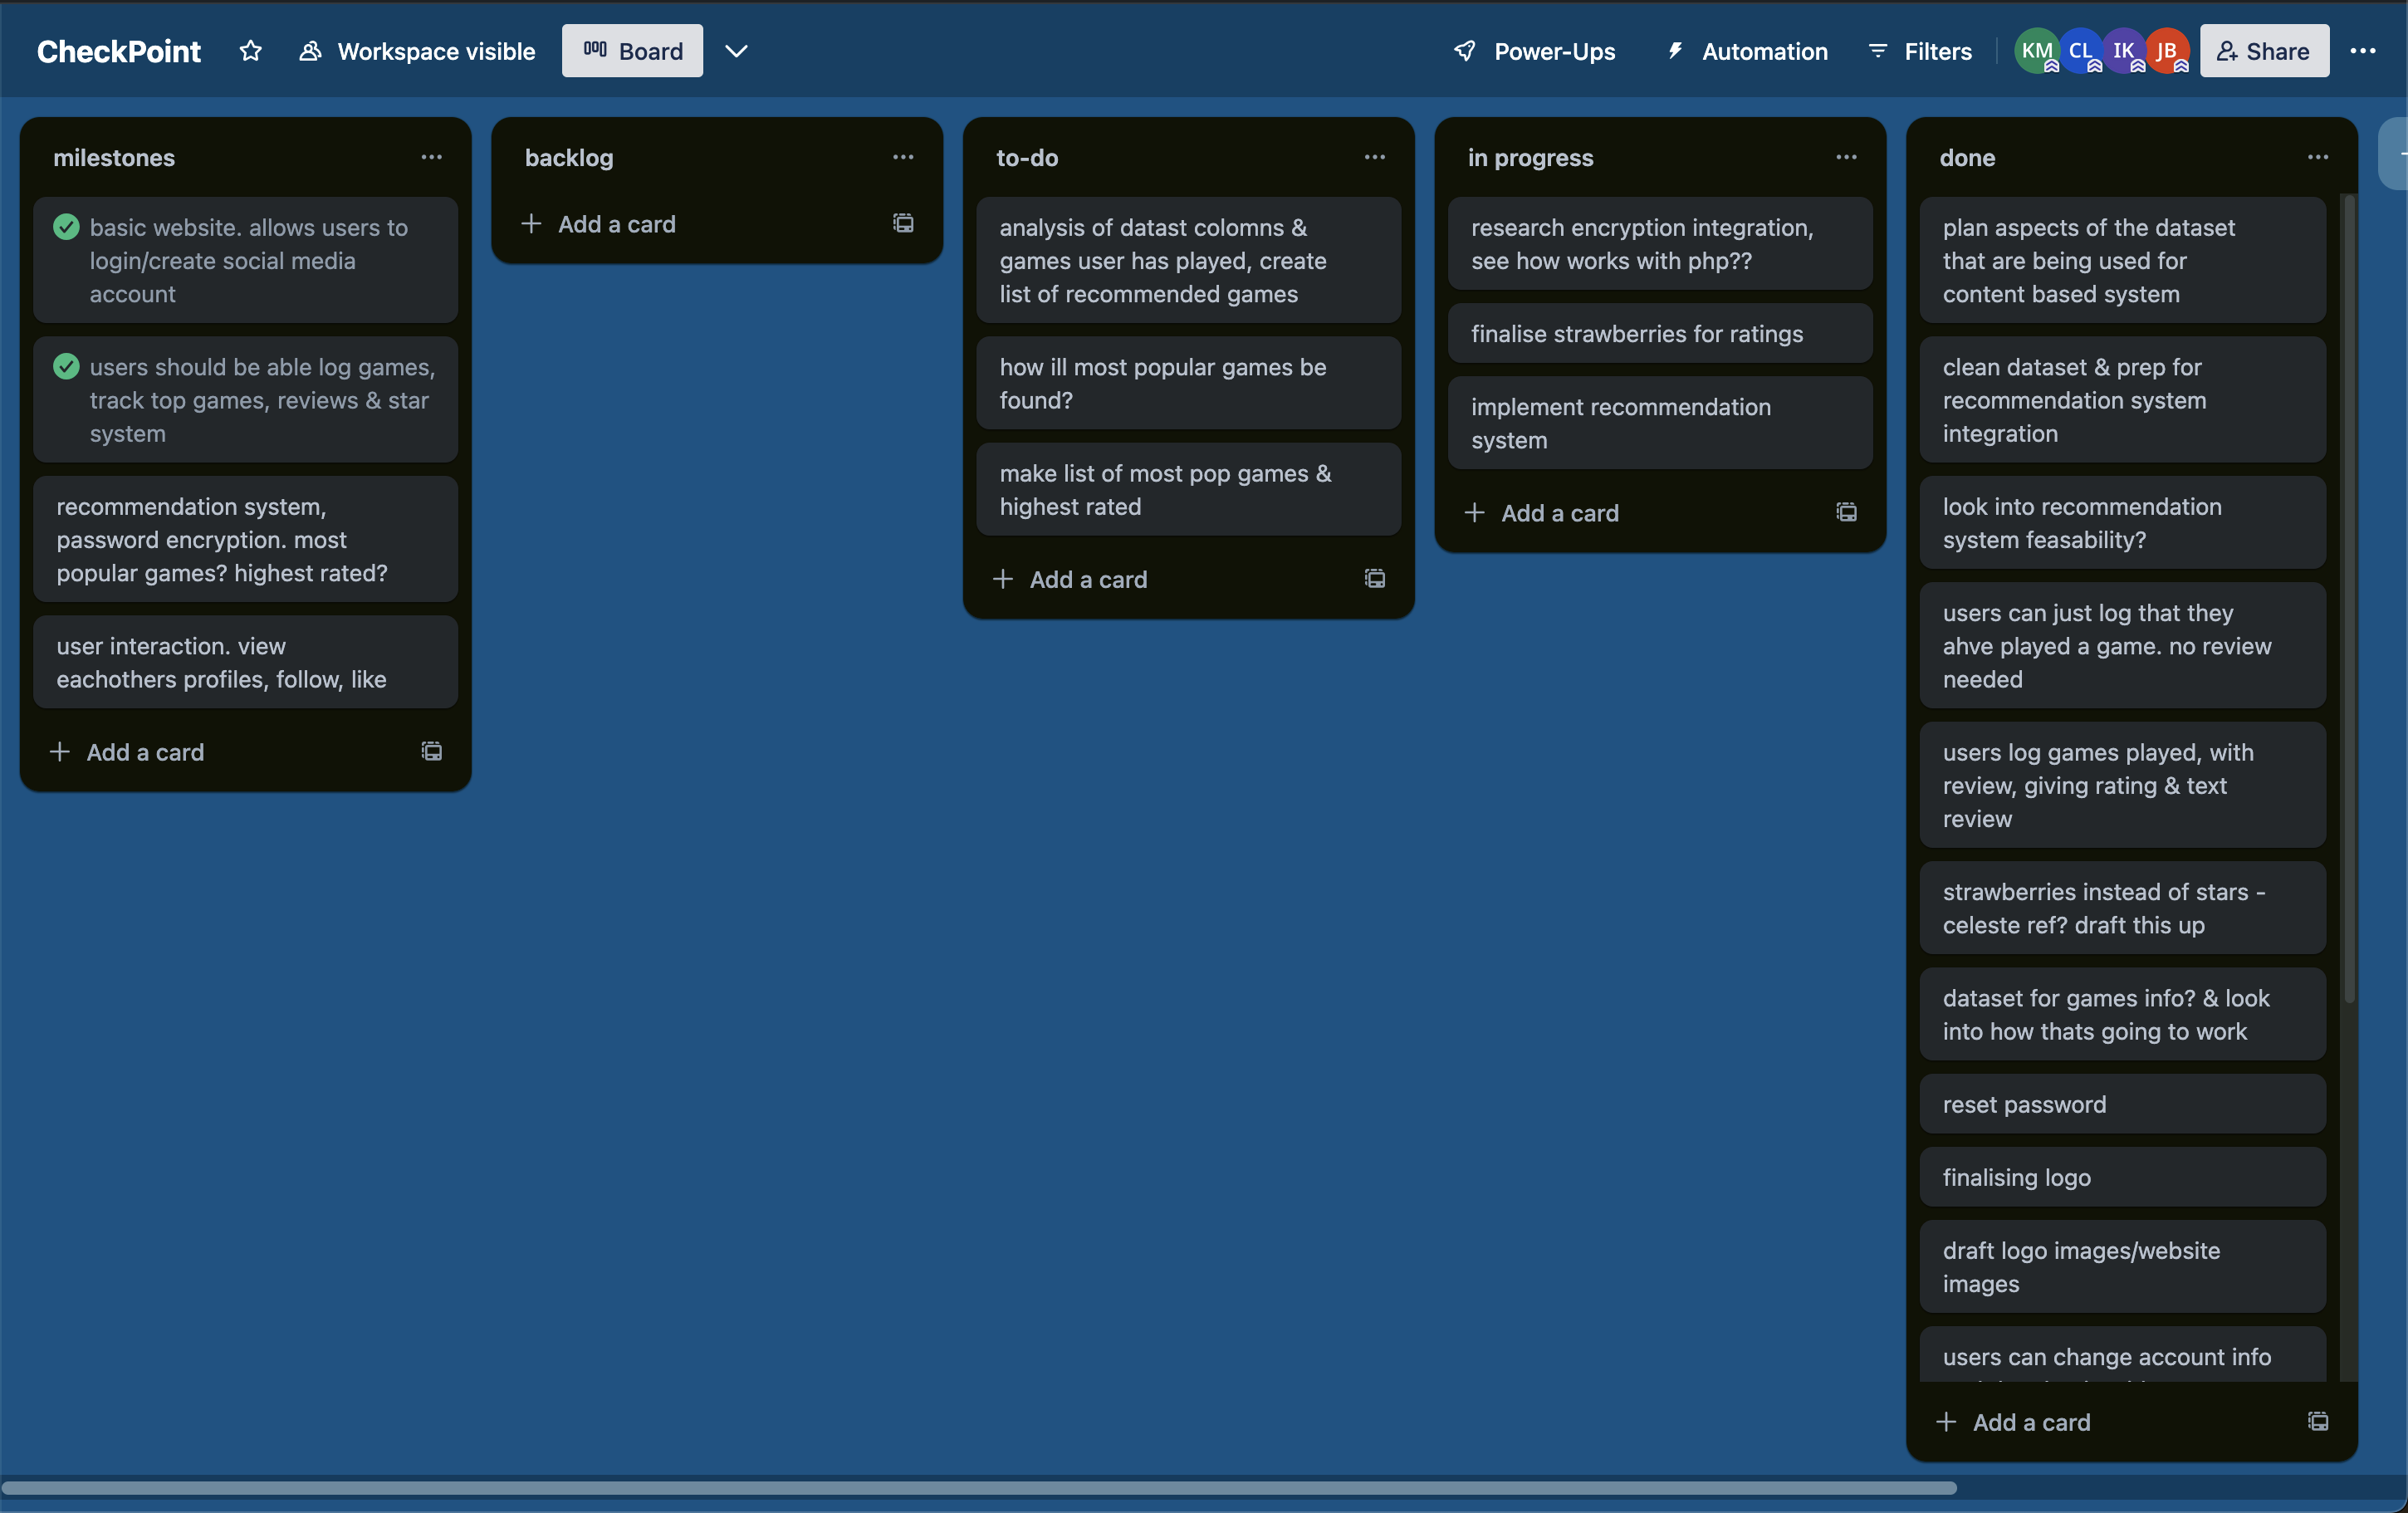 CheckPoint
Workspace visible
Board
Power-Ups
Automation
Filters
KM
CL
IK
JB
Share
milestones
basic website. allows users to
login/create social media
account
users should be able log games,
track top games, reviews & star
system
recommendation system,
password encryption. most
popular games? highest rated?
user interaction. view
eachothers profiles, follow, like
Add a card
backlog
Add a card
to-do
analysis of datast colomns &
games user has played, create
list of recommended games
how ill most popular games be
found?
make list of most pop games &
highest rated
Add a card
in progress
research encryption integration,
see how works with php??
finalise strawberries for ratings
implement recommendation
system
Add a card
done
plan aspects of the dataset
that are being used for
content based system
clean dataset & prep for
recommendation system
integration
look into recommendation
system feasability?
users can just log that they
ahve played a game. no review
needed
users log games played, with
review, giving rating & text
review
strawberries instead of stars -
celeste ref? draft this up
dataset for games info? & look
into how thats going to work
reset password
finalising logo
draft logo images/website
images
users can change account info
Add a card